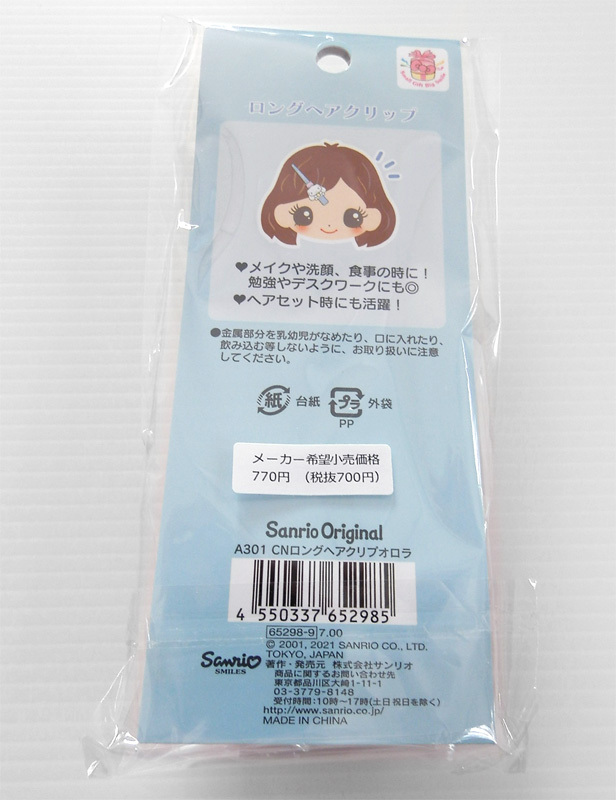 ロングヘアクリップ
♥メイクや洗顔、食事の時に!
勉強やデスクワークにも◎
♥ヘアセット時にも活躍!
●金属部分を乳幼児がなめたり、口に入れたり、
飲み込む等しないように、お取り扱いに注意
してください。
紙 台紙 プラ 外袋
PP
メーカー希望小売価格
770円 (税抜700円)
Sanrio Original
A301 CNロングヘアクリプオロラ
4 550337 652985
65298-9 7.00
© 2001, 2021 SANRIO CO., LTD.
TOKYO, JAPAN
Sanrio
SMILES
著作・発売元 株式会社サンリオ
商品に関するお問い合わせ先
東京都品川区大崎1-11-1
03-3779-8148
受付時間:10時~17時(土日祝日を除く)
http://www.sanrio.co.jp/
MADE IN CHINA